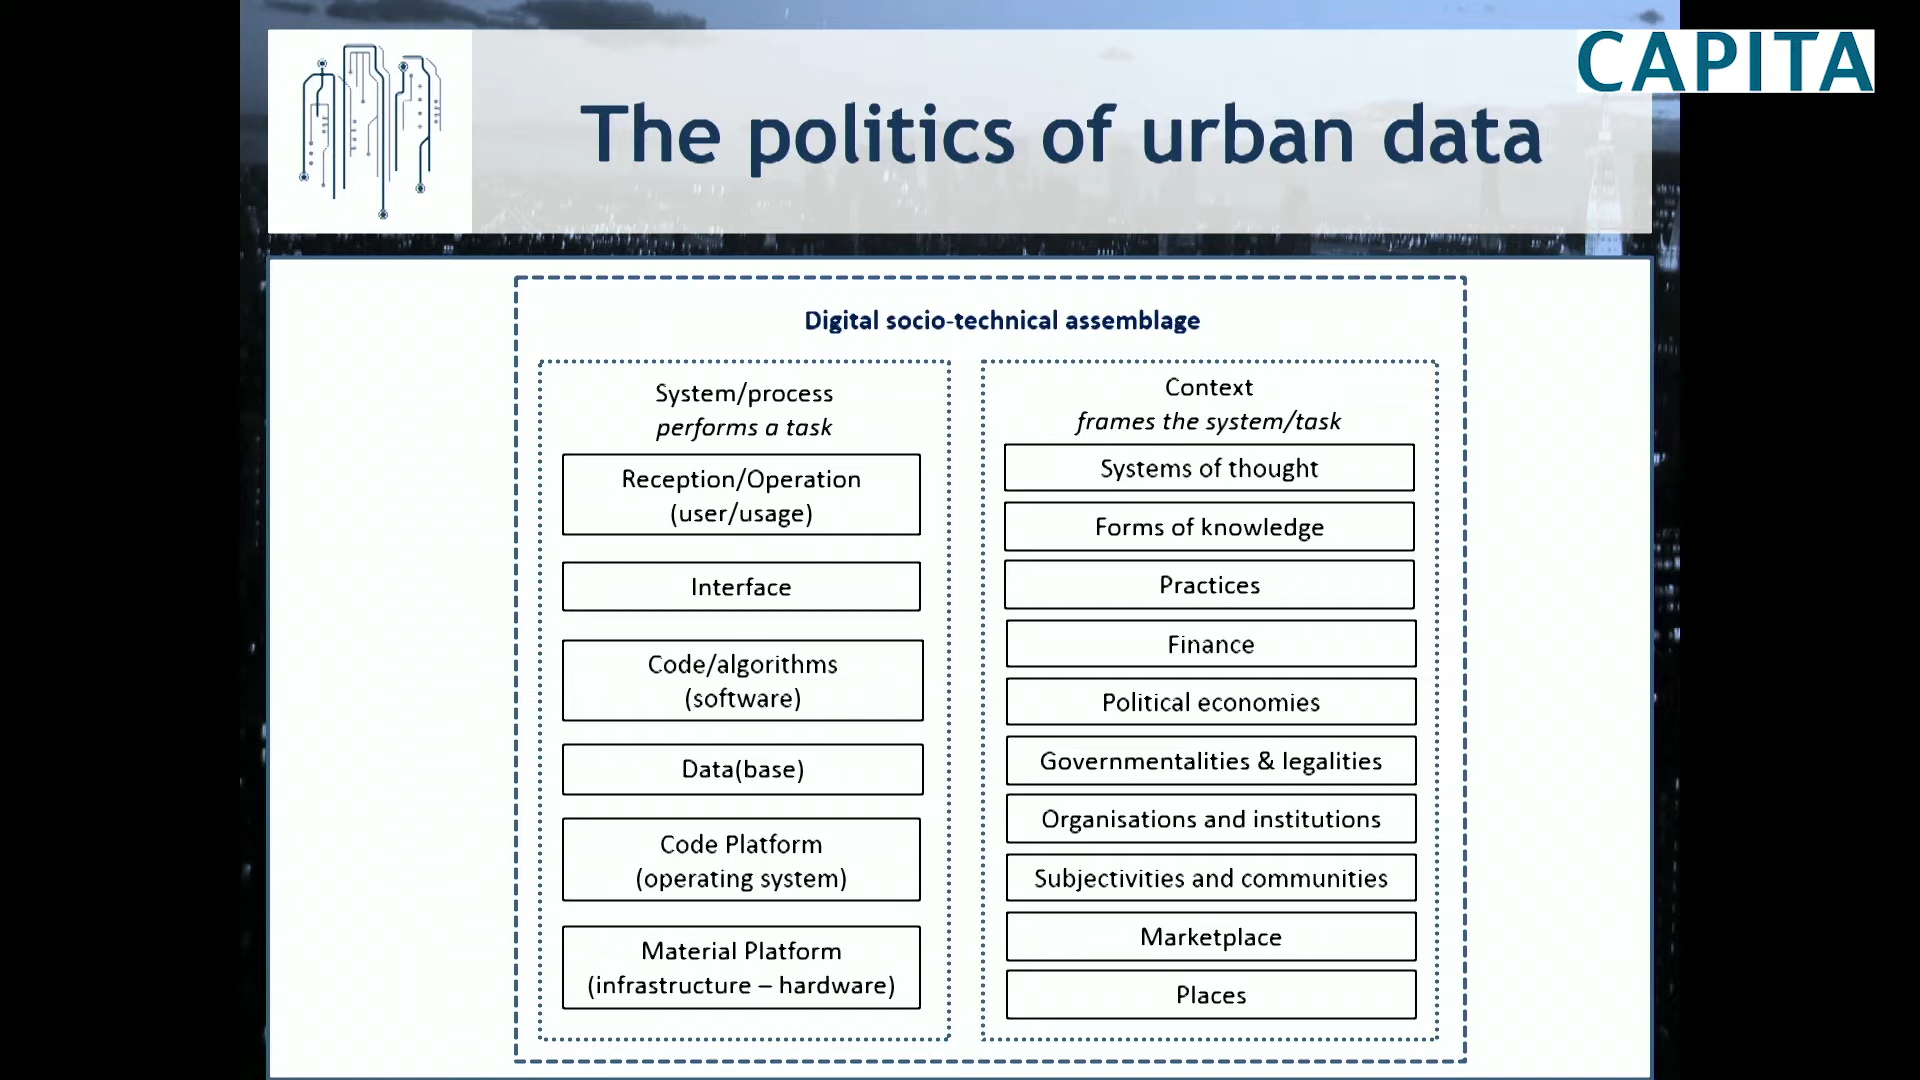 CAPITA
The politics of urban data
Digital socio-technical assemblage
System/process
performs a task
Reception/Operation
(user/usage)
Interface
Code/algorithms
(software)
Data(base)
Code Platform
(operating system)
Material Platform
(infrastructure – hardware)
Context
frames the system/task
Systems of thought
Forms of knowledge
Practices
Finance
Political economies
Governmentalities & legalities
Organisations and institutions
Subjectivities and communities
Marketplace
Places